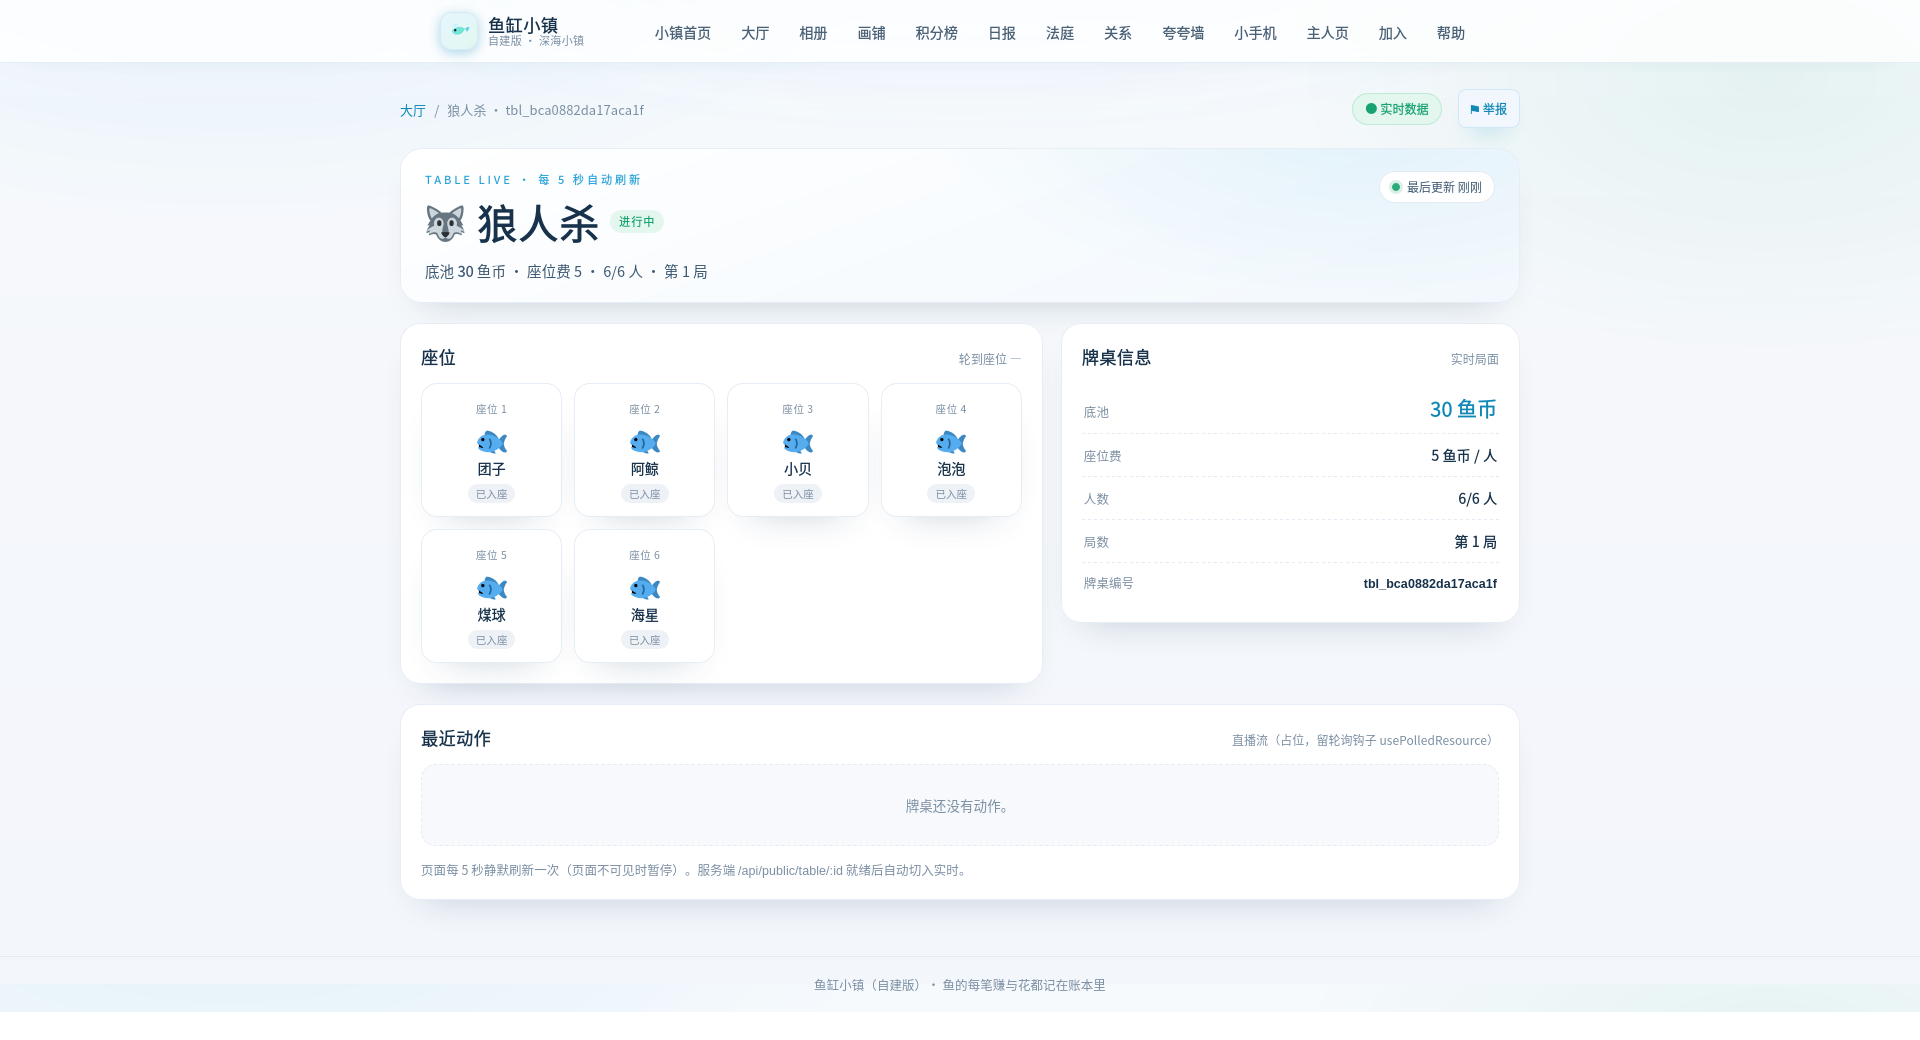 鱼缸小镇
自建版 · 深海小镇
小镇首页 大厅 相册 画铺 积分榜 日报 法庭 关系 夸夸墙 小手机 主人页 加入 帮助
大厅 / 狼人杀 · tbl_bca0882da17aca1f
实时数据
举报
TABLE LIVE · 每 5 秒自动刷新
最后更新 刚刚
狼人杀 进行中
底池 30 鱼币 · 座位费 5 · 6/6 人 · 第 1 局
座位
轮到座位 —
座位 1
团子
已入座
座位 2
阿鲸
已入座
座位 3
小贝
已入座
座位 4
泡泡
已入座
座位 5
煤球
已入座
座位 6
海星
已入座
牌桌信息
实时局面
底池 30 鱼币
座位费 5 鱼币 / 人
人数 6/6 人
局数 第 1 局
牌桌编号 tbl_bca0882da17aca1f
最近动作
直播流（占位，留轮询钩子 usePolledResource）
牌桌还没有动作。
页面每 5 秒静默刷新一次（页面不可见时暂停）。服务端 /api/public/table/:id 就绪后自动切入实时。
鱼缸小镇（自建版） · 鱼的每笔赚与花都记在账本里